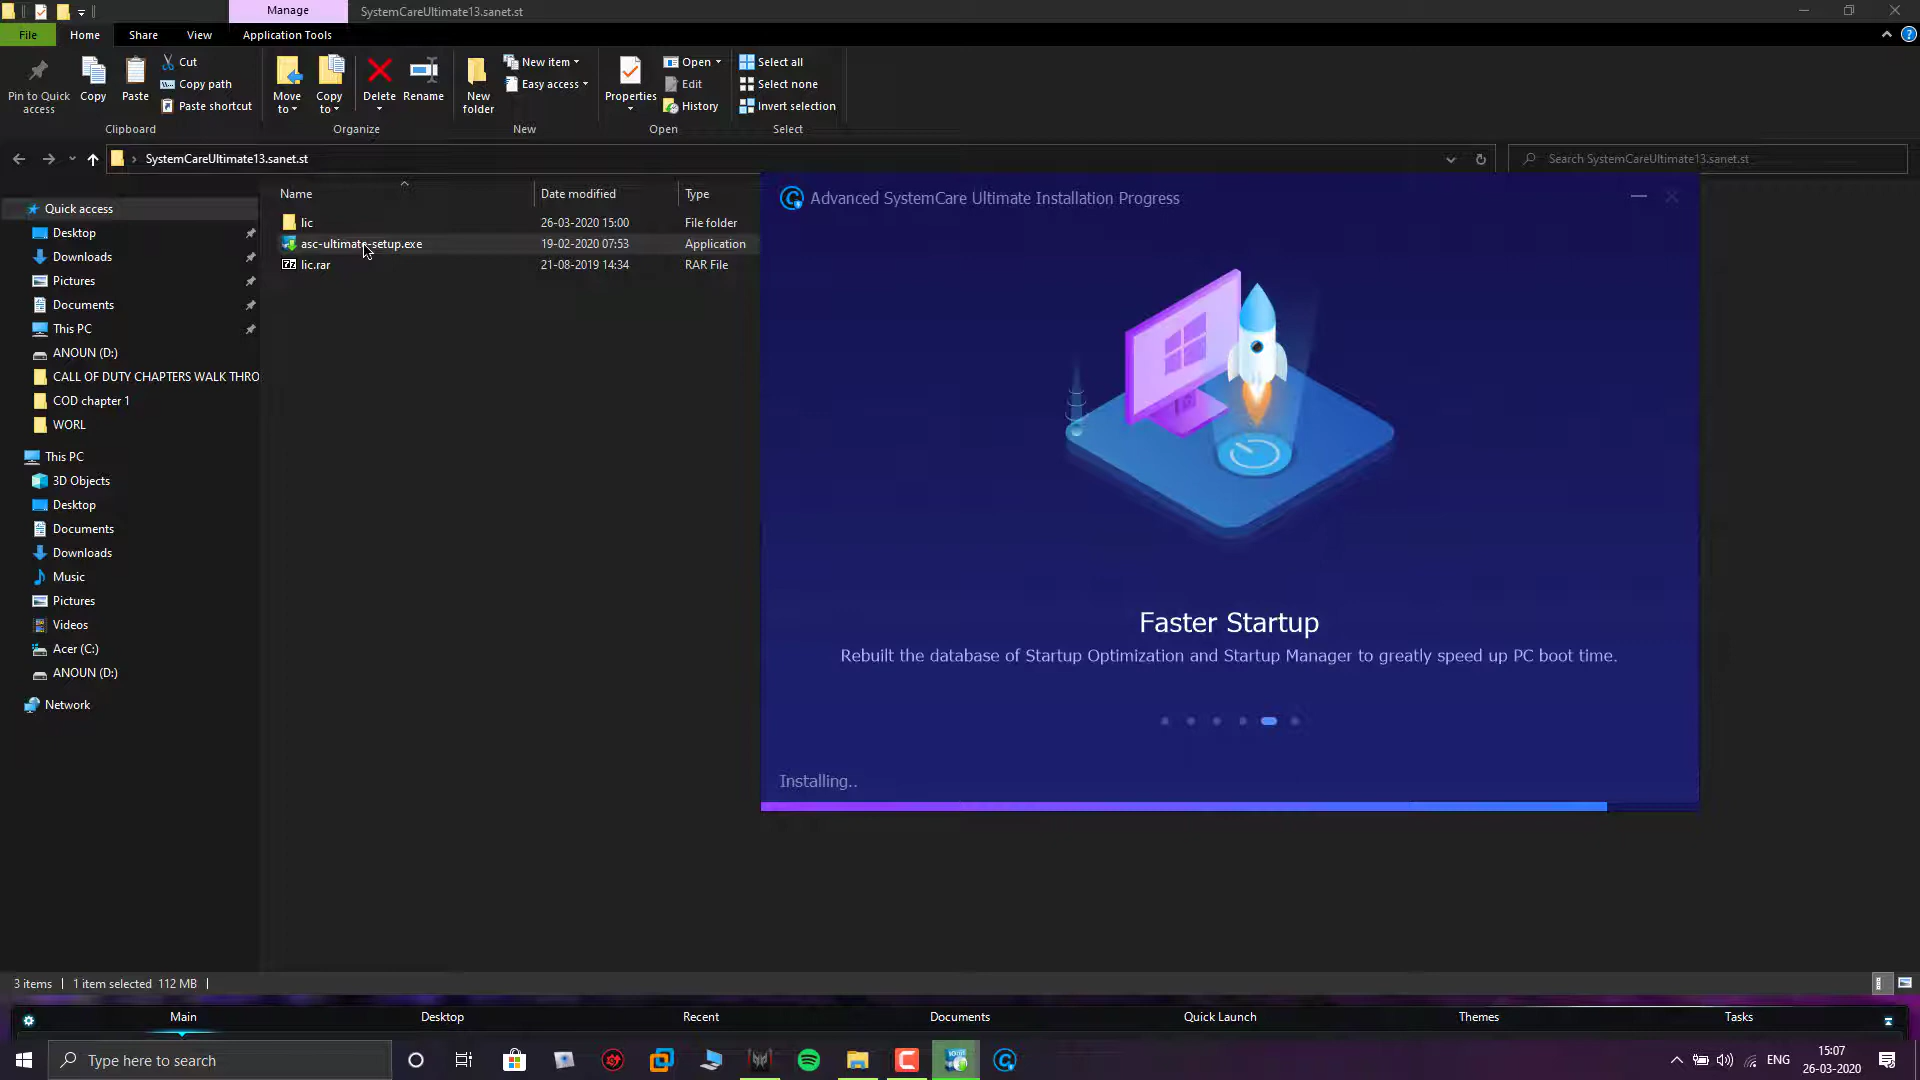 Manage
SystemCareUltimate13.sanet.st
File
Home
Share
View
Application Tools
Pin to Quick access
Copy
Paste
Cut
Copy path
Paste shortcut
Clipboard
Move to
Copy to
Delete
Rename
Organize
New folder
New item
Easy access
New
Properties
Open
Edit
History
Open
Select all
Select none
Invert selection
Select
SystemCareUltimate13.sanet.st
Search SystemCareUltimate13.sanet.st
Name
Date modified
Type
lic
26-03-2020 15:00
File folder
asc-ultimate-setup.exe
19-02-2020 07:53
Application
lic.rar
21-08-2019 14:34
RAR File
Quick access
Desktop
Downloads
Pictures
Documents
This PC
ANOUN (D:)
CALL OF DUTY CHAPTERS WALK THRO
COD chapter 1
WORL
This PC
3D Objects
Desktop
Documents
Downloads
Music
Pictures
Videos
Acer (C:)
ANOUN (D:)
Network
Advanced SystemCare Ultimate Installation Progress
Faster Startup
Rebuilt the database of Startup Optimization and Startup Manager to greatly speed up PC boot time.
Installing..
3 items
1 item selected 112 MB
Main
Desktop
Recent
Documents
Quick Launch
Themes
Tasks
Type here to search
ENG
15:07
26-03-2020